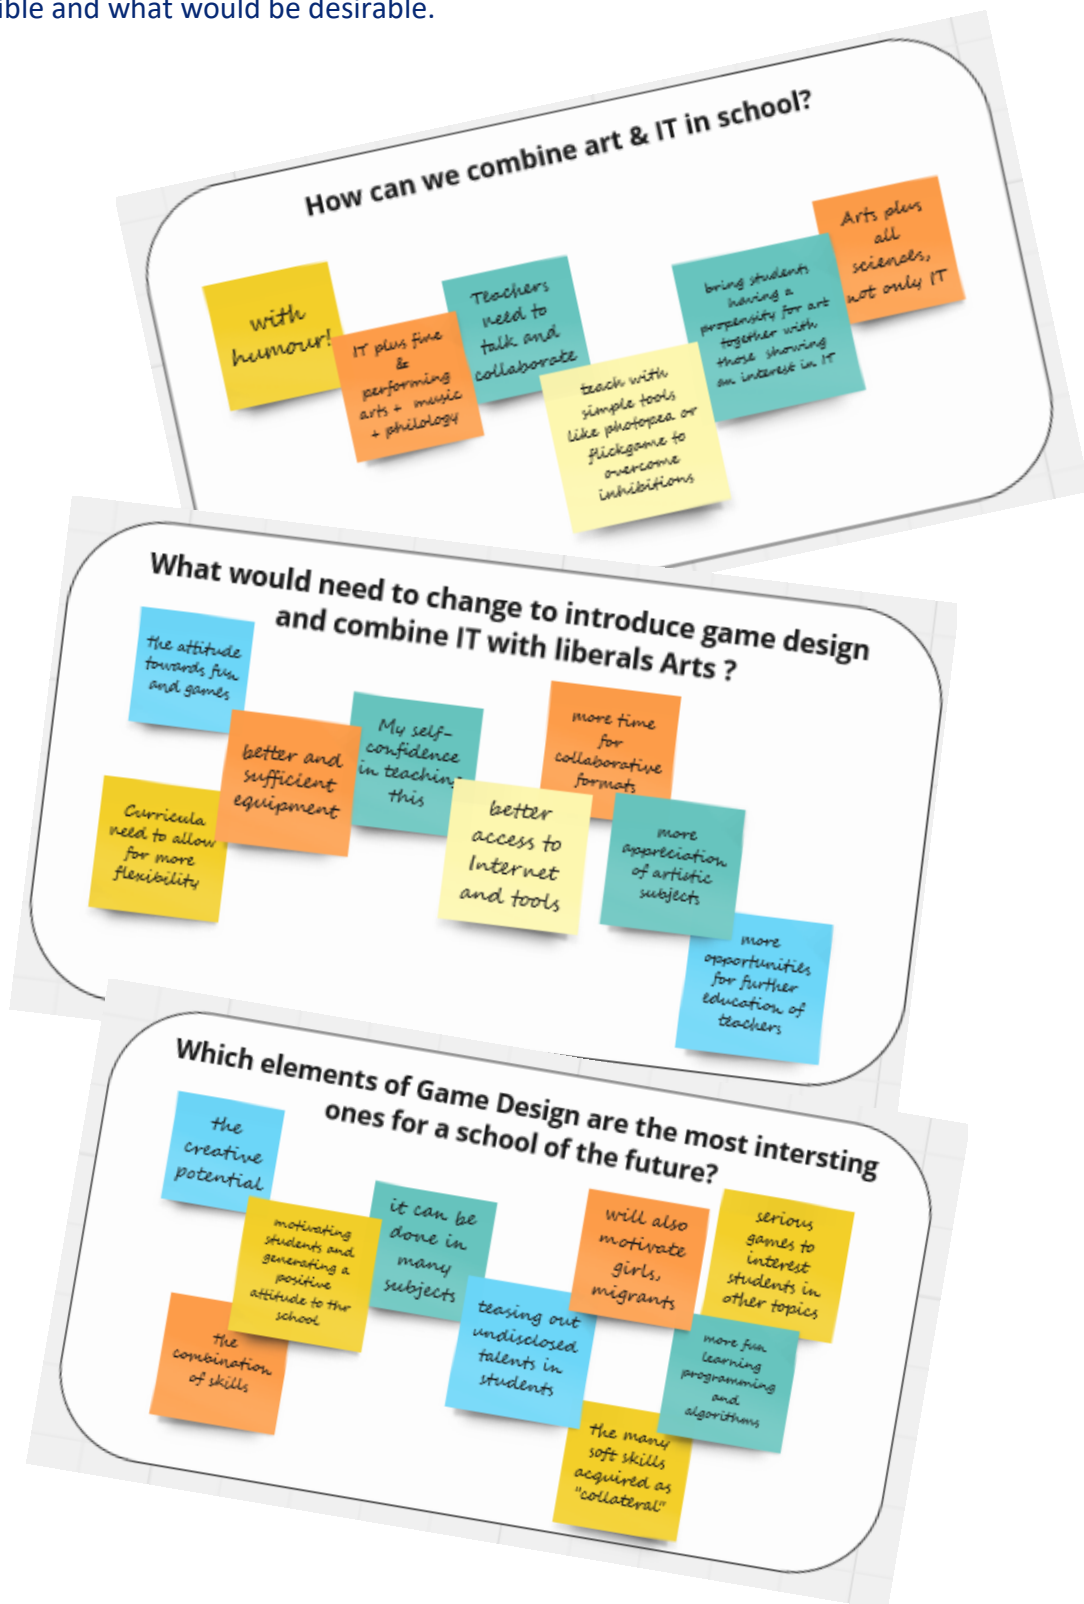 ible and what would be desirable.
How can we combine art & IT in school?
with
humour!
IT plus fine
&
performing
arts + music
+ philology
Teachers
need to
talk and
collaborate
teach with
simple tools
like photopea or
flickgame to
overcome
inhibitions
bring students
having a
propensity for art
together with
those showing
an interest in IT
Arts plus
all
sciences,
not only IT
What would need to change to introduce game design
and combine IT with liberals Arts ?
the attitude
towards fun
and games
Curricula
need to allow
for more
flexibility
better and
sufficient
equipment
My self-
confidence
in teaching
this
better
access to
Internet
and tools
more time
for
collaborative
formats
more
appreciation
of artistic
subjects
more
opportunities
for further
education of
teachers
Which elements of Game Design are the most intersting
ones for a school of the future?
the
creative
potential
motivating
students and
generating a
positive
attitude to thr
school
the
combination
of skills
it can be
done in
many
subjects
teasing out
undisclosed
talents in
students
will also
motivate
girls,
migrants
serious
games to
interest
students in
other topics
more fun
learning
programming
and
algorithms
the many
soft skills
acquired as
"collateral"